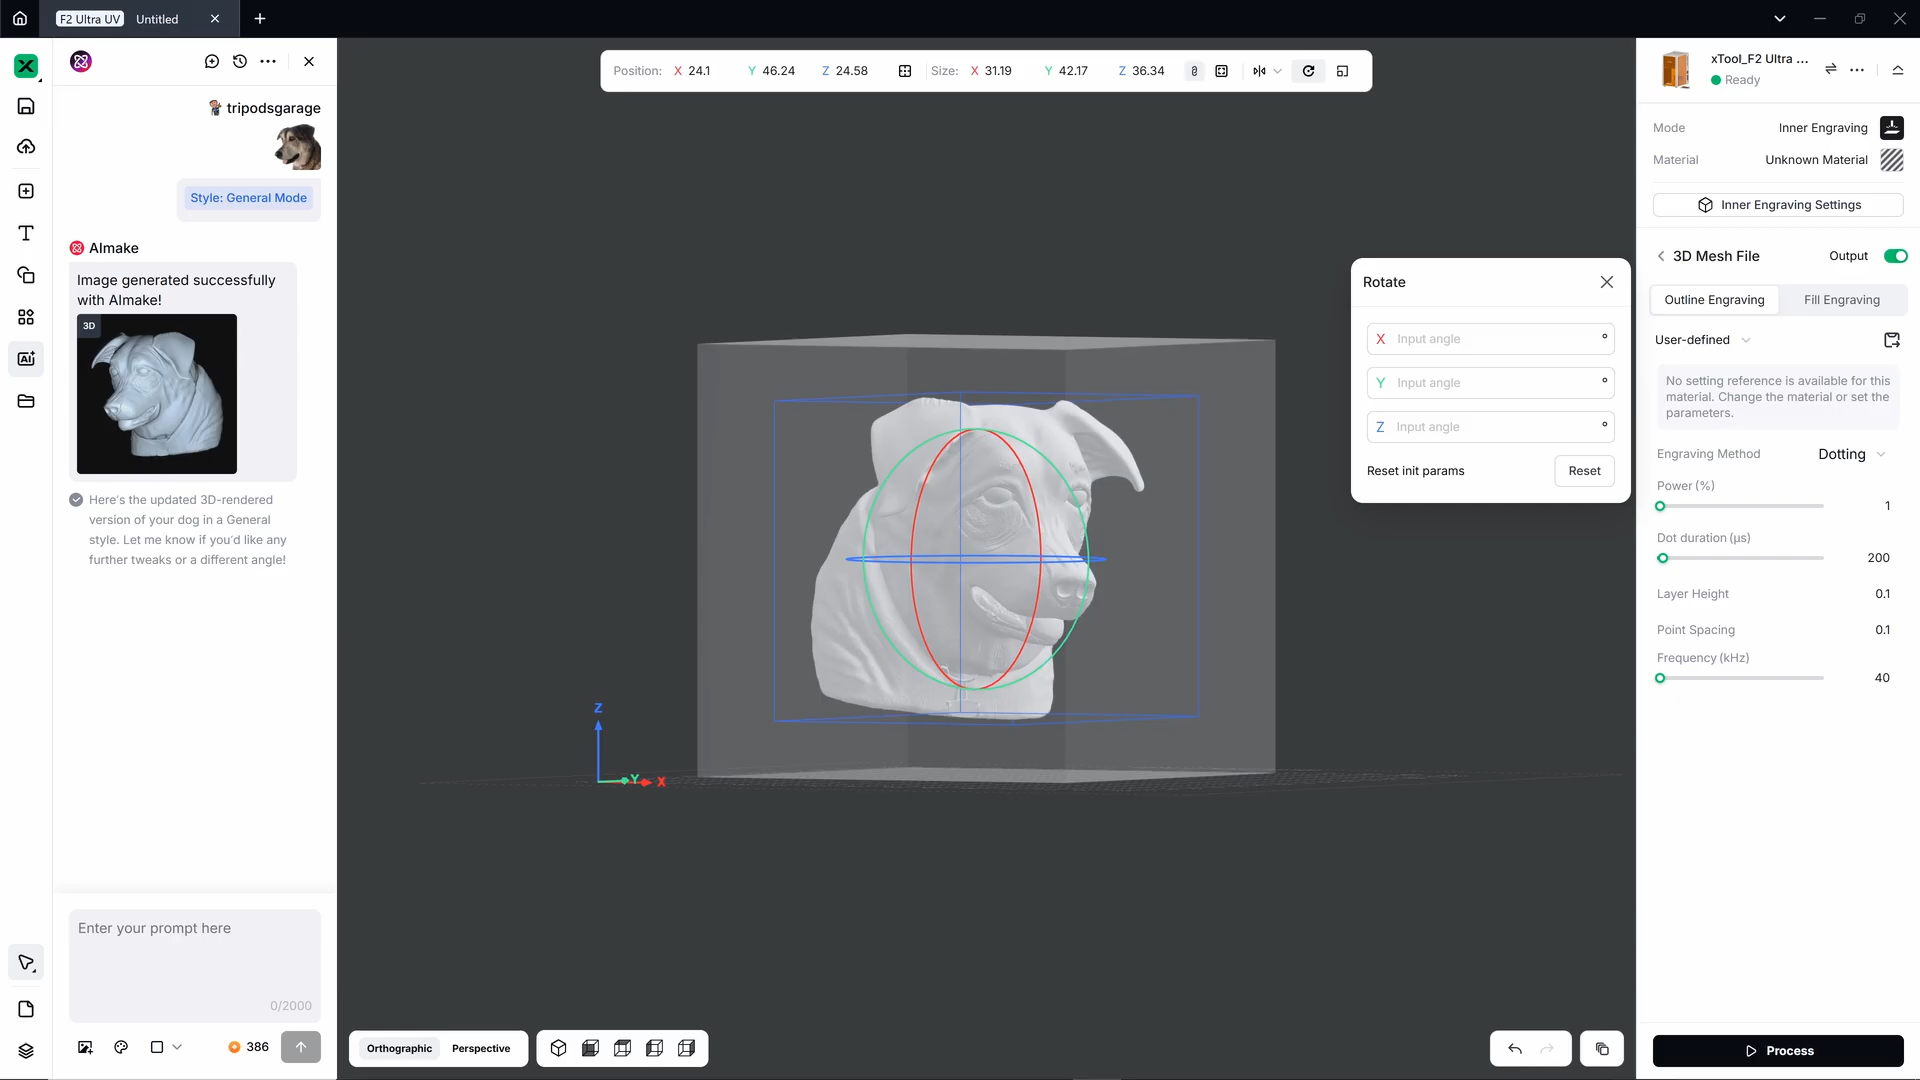 F2 Ultra UV Untitled
tripodsgarage
Style: General Mode
AImake
Image generated successfully
with AImake!
3D
Here's the updated 3D-rendered
version of your dog in a General
style. Let me know if you'd like any
further tweaks or a different angle!
Enter your prompt here
0/2000
386
Position: X 24.1 Y 46.24 Z 24.58 Size: X 31.19 Y 42.17 Z 36.34
Z
Y
X
Orthographic Perspective
Rotate
X Input angle °
Y Input angle °
Z Input angle °
Reset init params Reset
xTool_F2 Ultra ...
Ready
Mode Inner Engraving
Material Unknown Material
Inner Engraving Settings
3D Mesh File Output
Outline Engraving Fill Engraving
User-defined
No setting reference is available for this
material. Change the material or set the
parameters.
Engraving Method Dotting
Power (%)
1
Dot duration (µs)
200
Layer Height 0.1
Point Spacing 0.1
Frequency (kHz)
40
Process